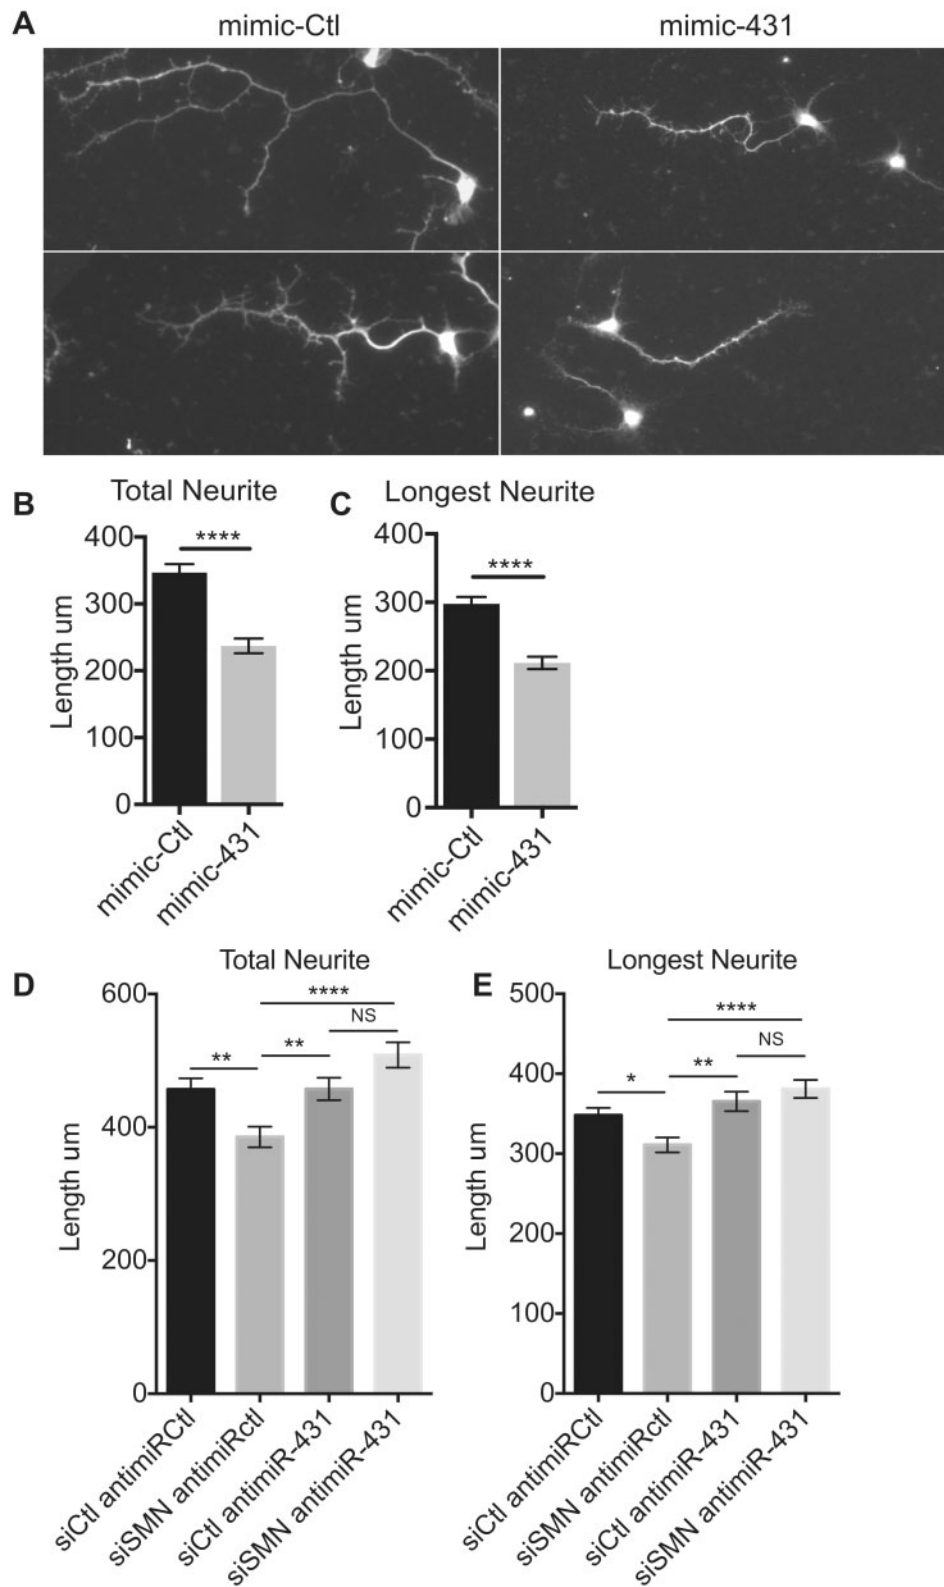 A
mimic-Ctl
mimic-431
B
Total Neurite
400
300
200
100
0
Length um
****
mimic-Ctl
mimic-431
C
Longest Neurite
400
300
200
100
0
Length um
****
mimic-Ctl
mimic-431
D
Total Neurite
600
400
200
0
Length um
**
**
****
NS
siCtl antimiRCtl
siSMN antimiRctl
siCtl antimiR-431
siSMN antimiR-431
E
Longest Neurite
500
400
300
200
100
0
Length um
*
**
****
NS
siCtl antimiRCtl
siSMN antimiRctl
siCtl antimiR-431
siSMN antimiR-431